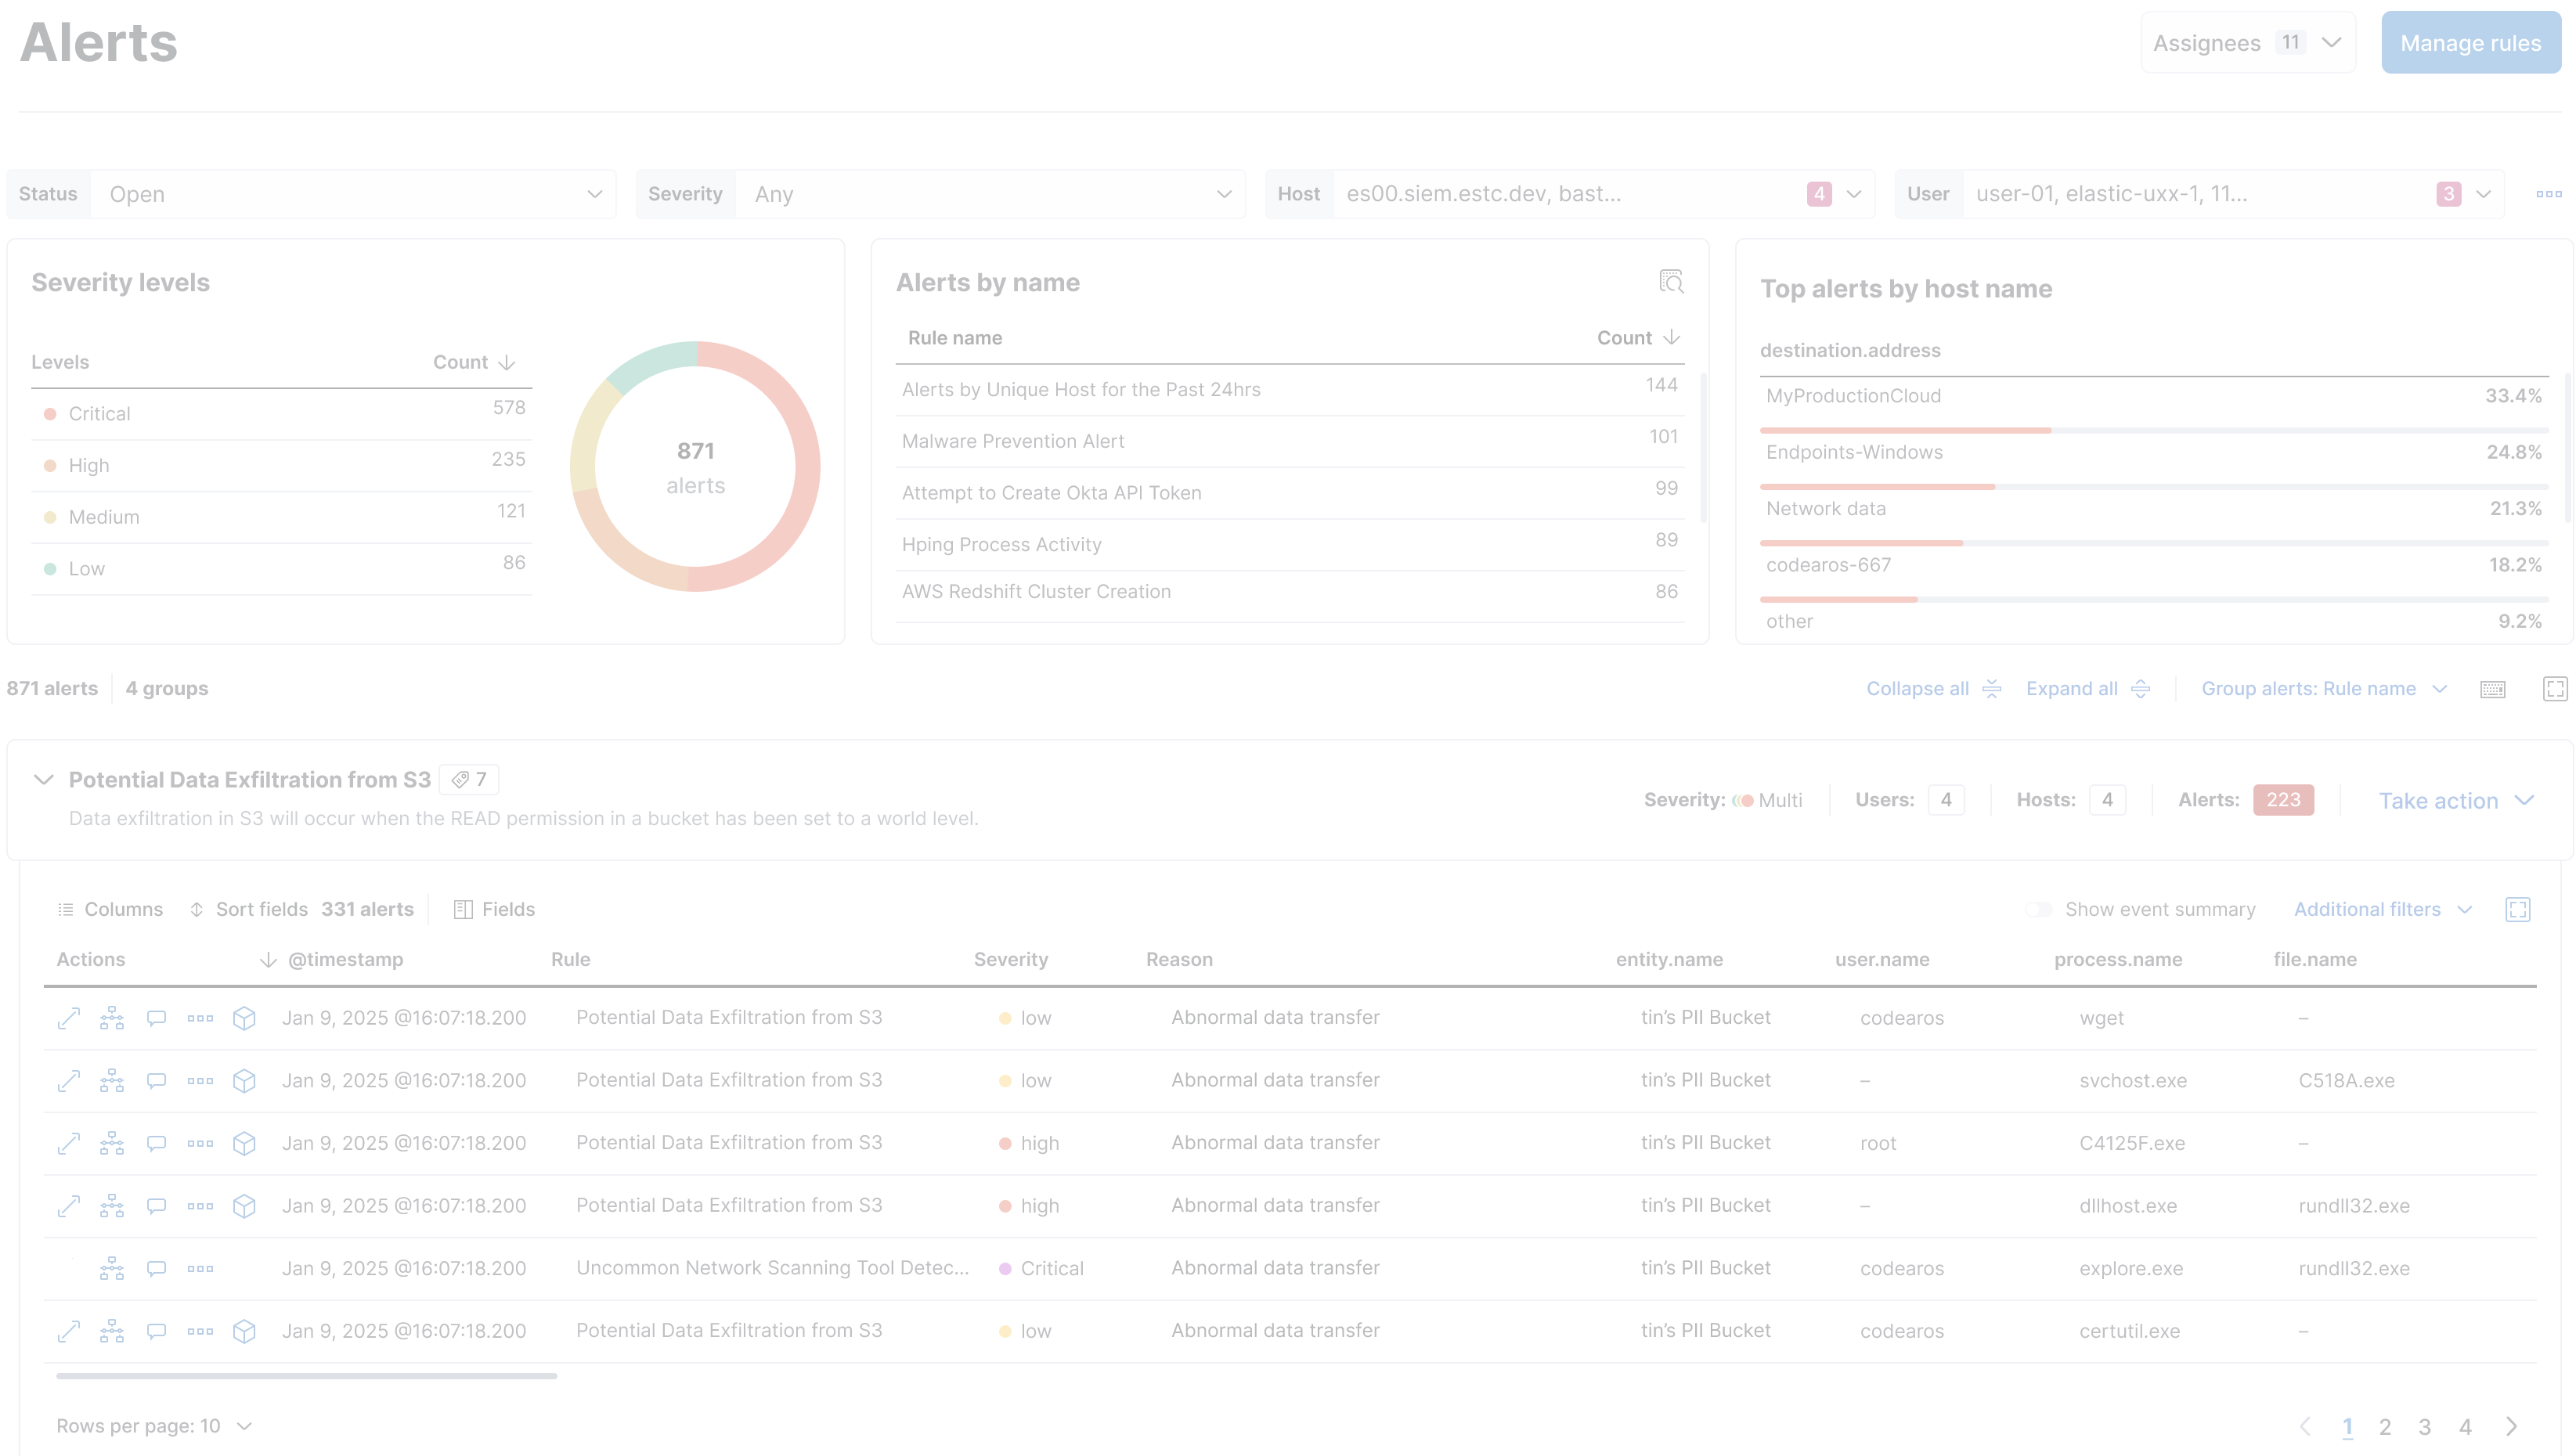 Alerts
Assignees 11
Manage rules
Status Open
Severity Any
Host es00.siem.estc.dev, bast... 4
User user-01, elastic-uxx-1, 11... 3
Severity levels
Levels Count
Critical 578
High 235
Medium 121
Low 86
871
alerts
Alerts by name
Rule name Count
Alerts by Unique Host for the Past 24hrs 144
Malware Prevention Alert 101
Attempt to Create Okta API Token 99
Hping Process Activity 89
AWS Redshift Cluster Creation 86
Top alerts by host name
destination.address
MyProductionCloud 33.4%
Endpoints-Windows 24.8%
Network data 21.3%
codearos-667 18.2%
other 9.2%
871 alerts 4 groups
Collapse all Expand all Group alerts: Rule name
Potential Data Exfiltration from S3 7
Data exfiltration in S3 will occur when the READ permission in a bucket has been set to a world level.
Severity: Multi Users: 4 Hosts: 4 Alerts: 223 Take action
Columns Sort fields 331 alerts Fields
Show event summary Additional filters
Actions @timestamp Rule Severity Reason entity.name user.name process.name file.name
Jan 9, 2025 @16:07:18.200 Potential Data Exfiltration from S3 low Abnormal data transfer tin’s PII Bucket codearos wget –
Jan 9, 2025 @16:07:18.200 Potential Data Exfiltration from S3 low Abnormal data transfer tin’s PII Bucket – svchost.exe C518A.exe
Jan 9, 2025 @16:07:18.200 Potential Data Exfiltration from S3 high Abnormal data transfer tin’s PII Bucket root C4125F.exe –
Jan 9, 2025 @16:07:18.200 Potential Data Exfiltration from S3 high Abnormal data transfer tin’s PII Bucket – dllhost.exe rundll32.exe
Jan 9, 2025 @16:07:18.200 Uncommon Network Scanning Tool Detec... Critical Abnormal data transfer tin’s PII Bucket codearos explore.exe rundll32.exe
Jan 9, 2025 @16:07:18.200 Potential Data Exfiltration from S3 low Abnormal data transfer tin’s PII Bucket codearos certutil.exe –
Rows per page: 10
1 2 3 4